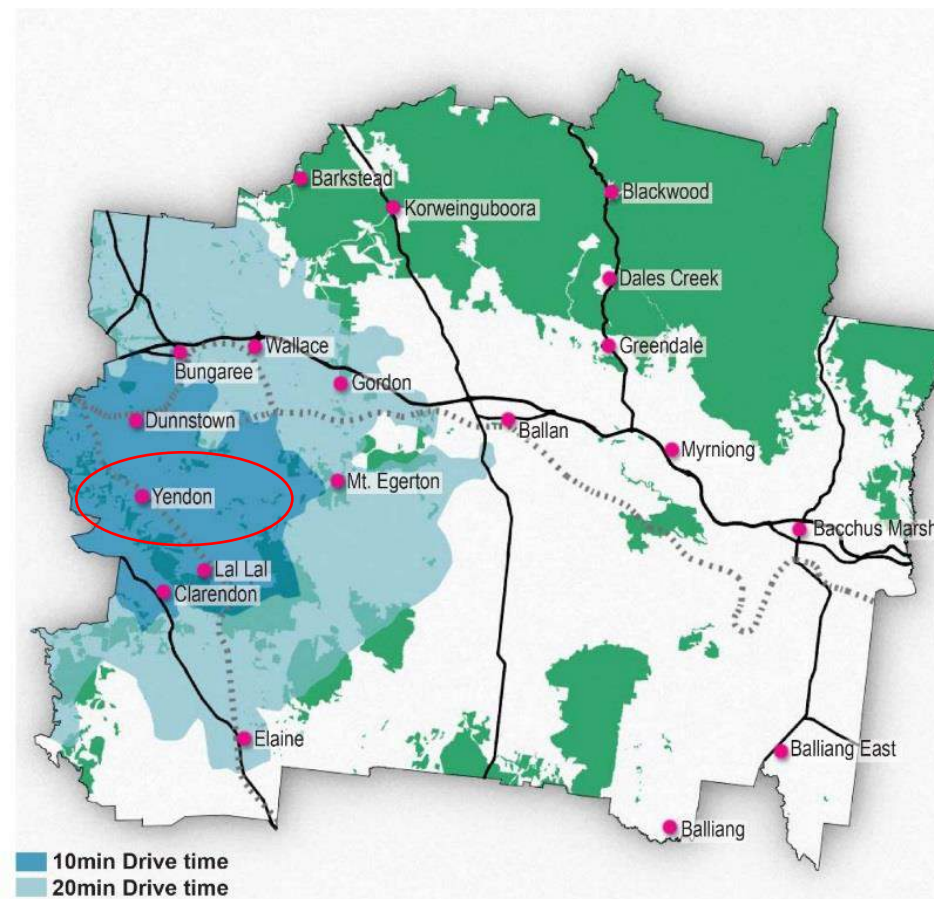 Barkstead
Blackwood
Korweinguboora
Dales Creek
Wallace
Greendale
Bungaree
Gordon
Dunnstown
Ballan
Myrniong
Mt. Egerton
Yendon
Bacchus Marsh
Lal Lal
Clarendon
Elaine
Balliang East
Balliang
10min Drive time
20min Drive time